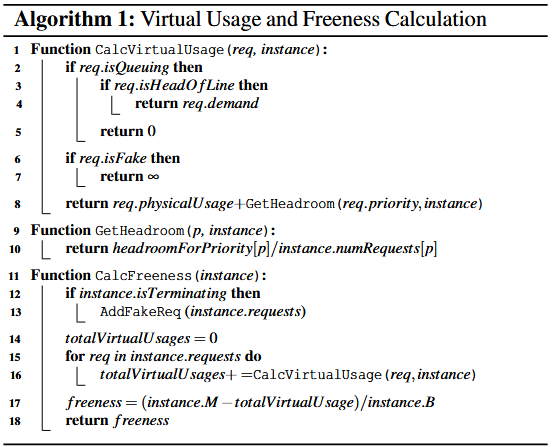 Algorithm 1: Virtual Usage and Freeness Calculation
1 Function CalcVirtualUsage(req, instance):
2 if req.isQueuing then
3 if req.isHeadOfLine then
4 return req.demand
5 return 0
6 if req.isFake then
7 return ∞
8 return req.physicalUsage+GetHeadroom(req.priority,instance)
9 Function GetHeadroom(p, instance):
10 return headroomForPriority[p]/instance.numRequests[p]
11 Function CalcFreeness(instance):
12 if instance.isTerminating then
13 AddFakeReq(instance.requests)
14 totalVirtualUsages = 0
15 for req in instance.requests do
16 totalVirtualUsages+ =CalcVirtualUsage(req,instance)
17 freeness = (instance.M − totalVirtualUsage)/instance.B
18 return freeness